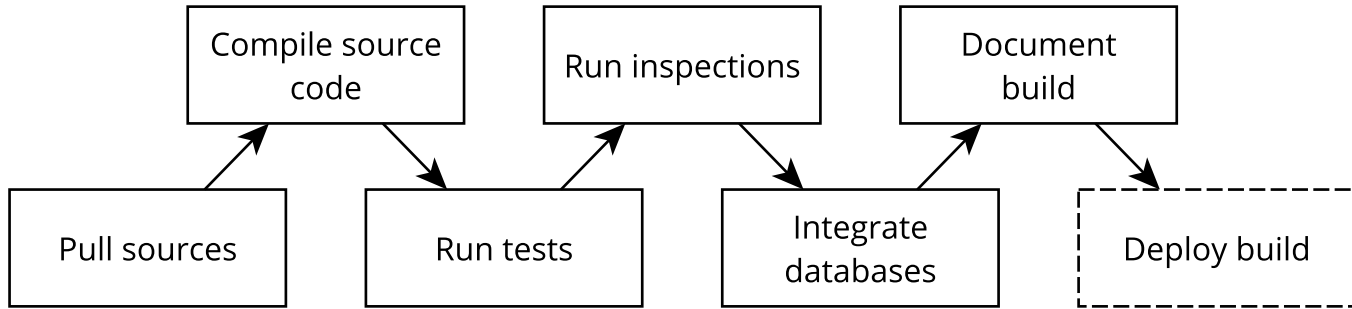 Pull sources
Compile source
code
Run tests
Run inspections
Integrate
databases
Document
build
Deploy build